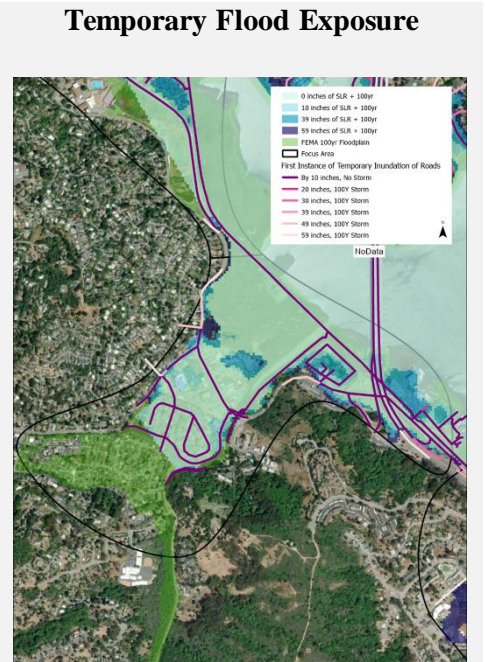 Temporary Flood Exposure
0 inches of SLR + 100yr
10 inches of SLR + 100yr
39 inches of SLR + 100yr
59 inches of SLR + 100yr
FEMA 100yr Floodplain
Focus Area
First Instance of Temporary Inundation of Roads
By 10 inches, No Storm
20 inches, 100Y Storm
30 inches, 100Y Storm
39 inches, 100Y Storm
49 inches, 100Y Storm
59 inches, 100Y Storm
NoData